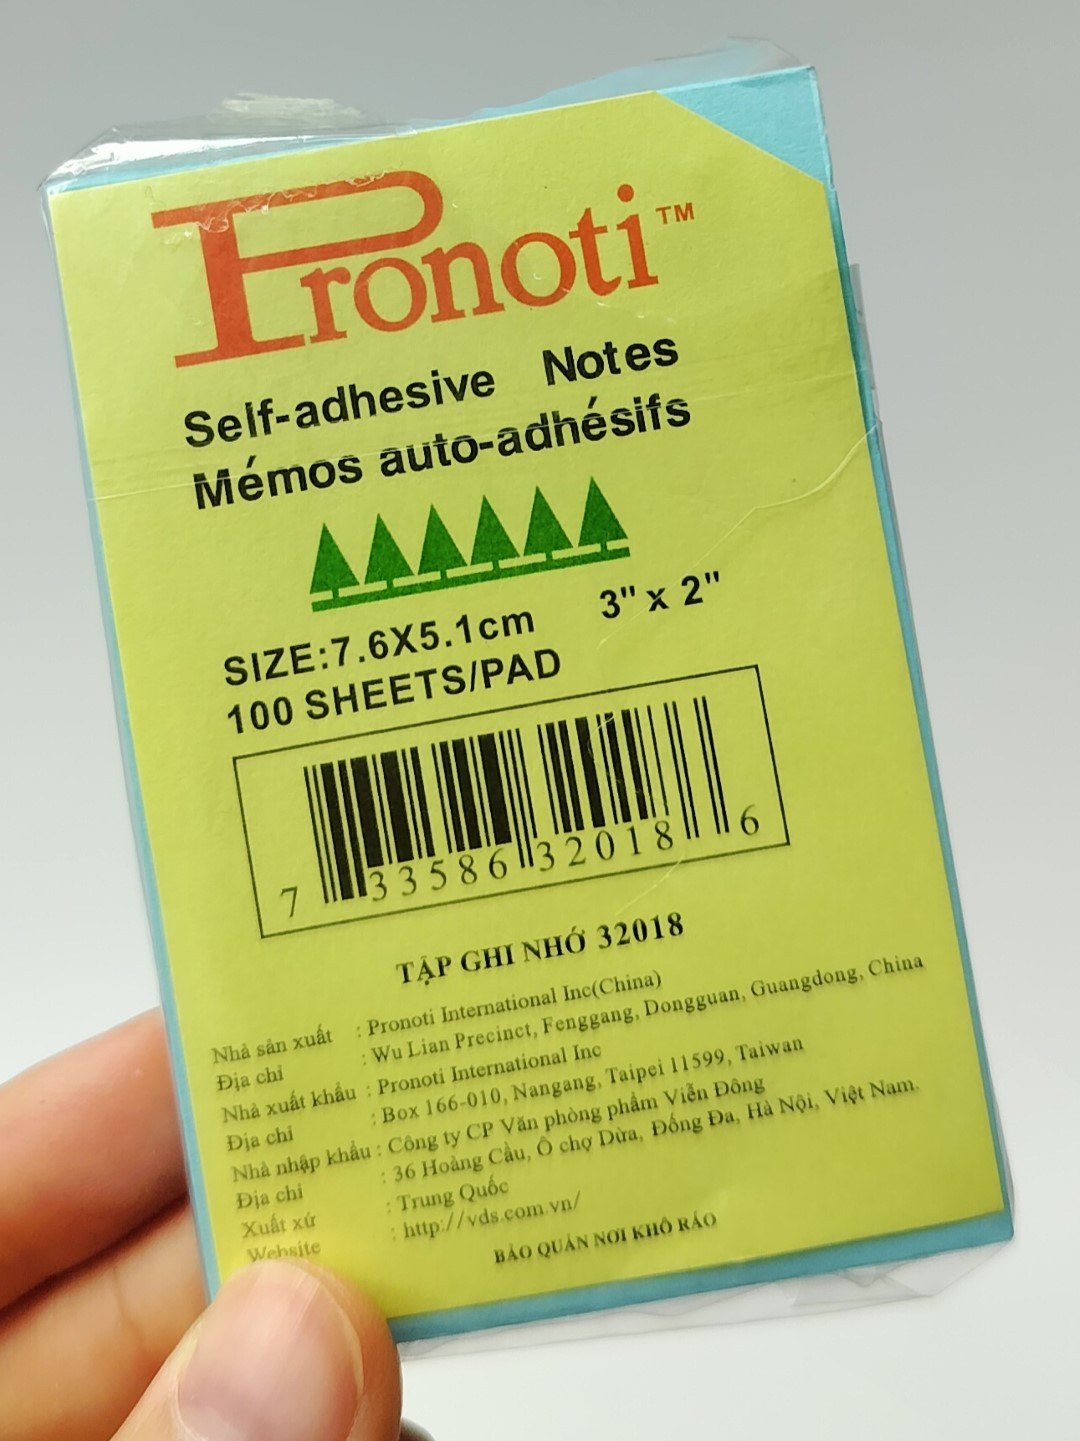 Pronoti™
Self-adhesive Notes
Mémos auto-adhésifs
SIZE:7.6X5.1cm 3" x 2"
100 SHEETS/PAD
7 33586 32018 6
TẬP GHI NHỚ 32018
Nhà sản xuất : Pronoti International Inc(China)
Địa chỉ : Wu Lian Precinct, Fenggang, Dongguan, Guangdong, China
Nhà xuất khẩu : Pronoti International Inc
Địa chỉ : Box 166-010, Nangang, Taipei 11599, Taiwan
Nhà nhập khẩu : Công ty CP Văn phòng phẩm Viễn Đông
Địa chỉ : 36 Hoàng Cầu, Ô chợ Dừa, Đống Đa, Hà Nội, Việt Nam.
Xuất xứ : Trung Quốc
Website : http://vds.com.vn/
BẢO QUẢN NƠI KHÔ RÁO